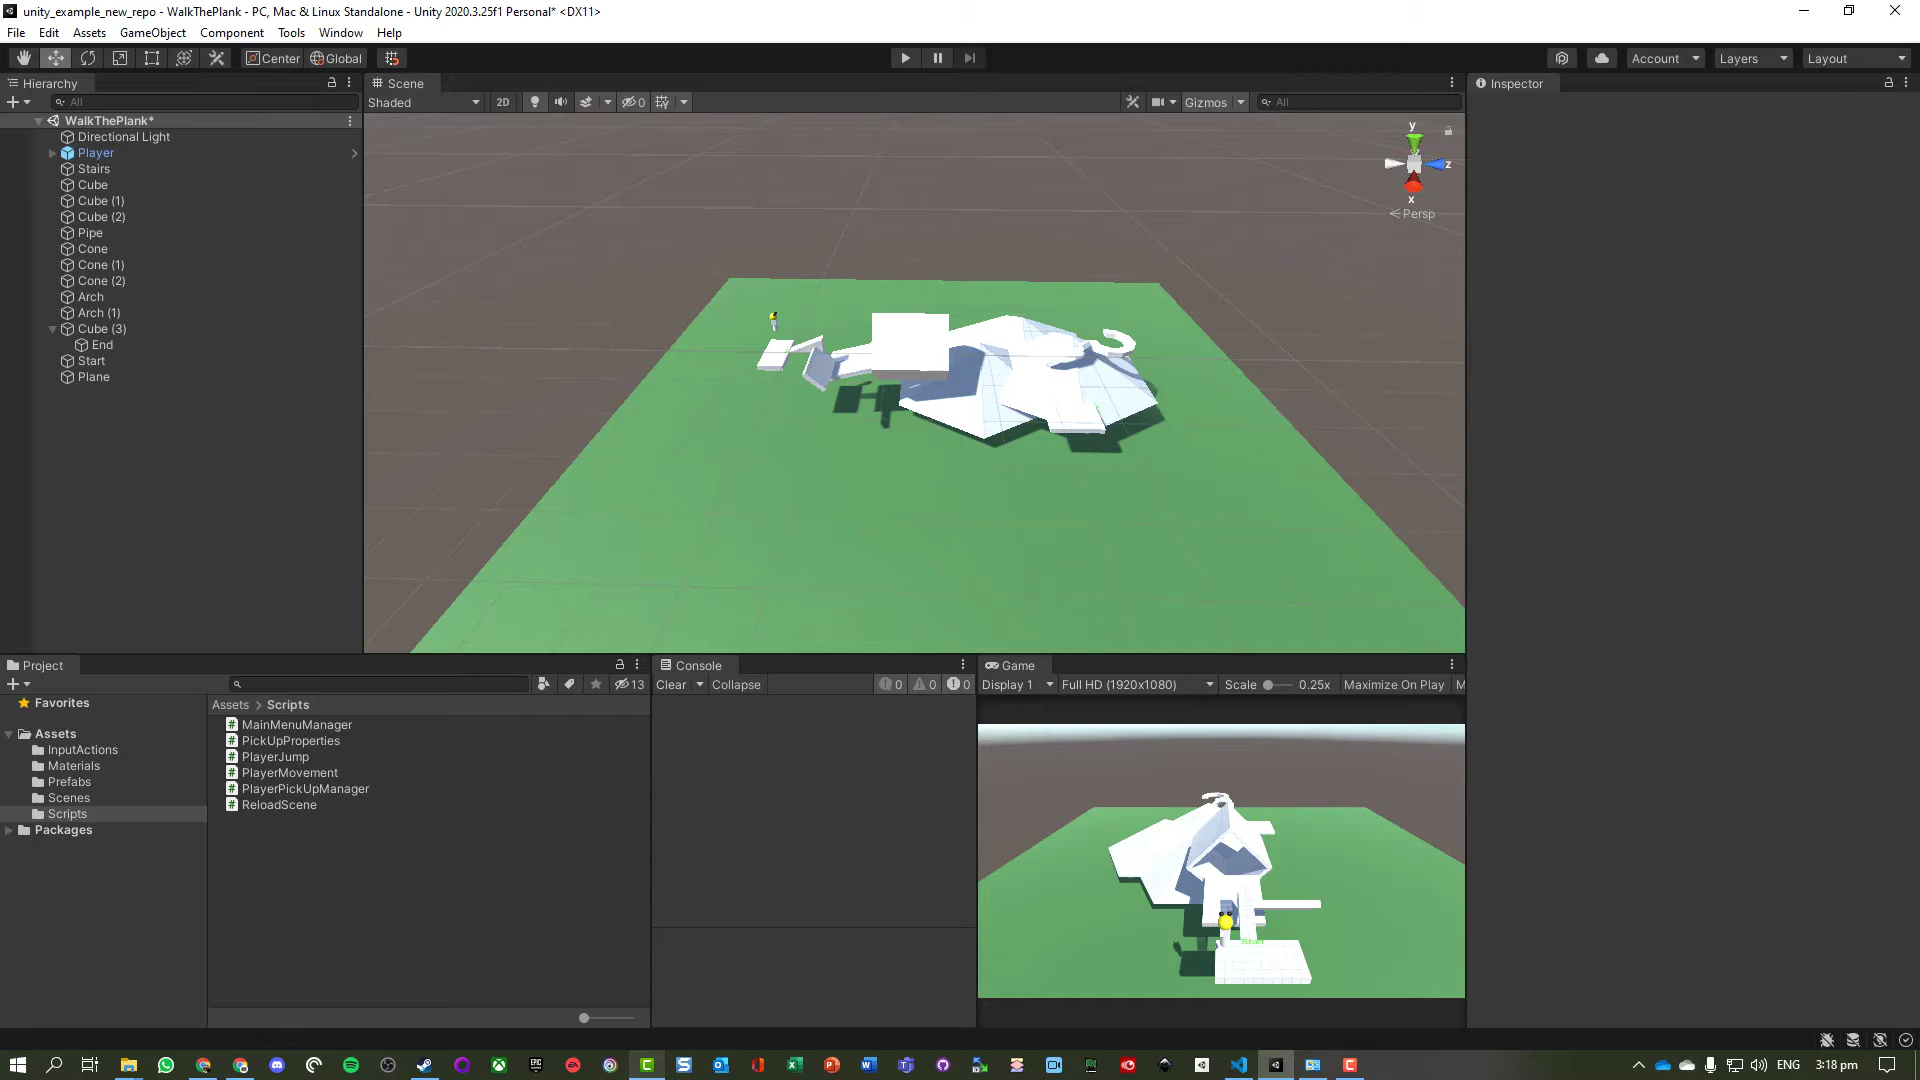 unity_example_new_repo - WalkThePlank - PC, Mac & Linux Standalone - Unity 2020.3.25f1 Personal* <DX11>
File Edit Assets GameObject Component Tools Window Help
Center Global Account Layers Layout
Hierarchy
All
WalkThePlank*
Directional Light
Player
Stairs
Cube
Cube (1)
Cube (2)
Pipe
Cone
Cone (1)
Cone (2)
Arch
Arch (1)
Cube (3)
End
Start
Plane
Scene
Shaded 2D 0 Gizmos All
y
z
x
Persp
Inspector
Project
13
Favorites
Assets
InputActions
Materials
Prefabs
Scenes
Scripts
Packages
Assets > Scripts
MainMenuManager
PickUpProperties
PlayerJump
PlayerMovement
PlayerPickUpManager
ReloadScene
Console
Clear Collapse 0 0 0
Game
Display 1 Full HD (1920x1080) Scale 0.25x Maximize On Play M
Start
ENG 3:18 pm